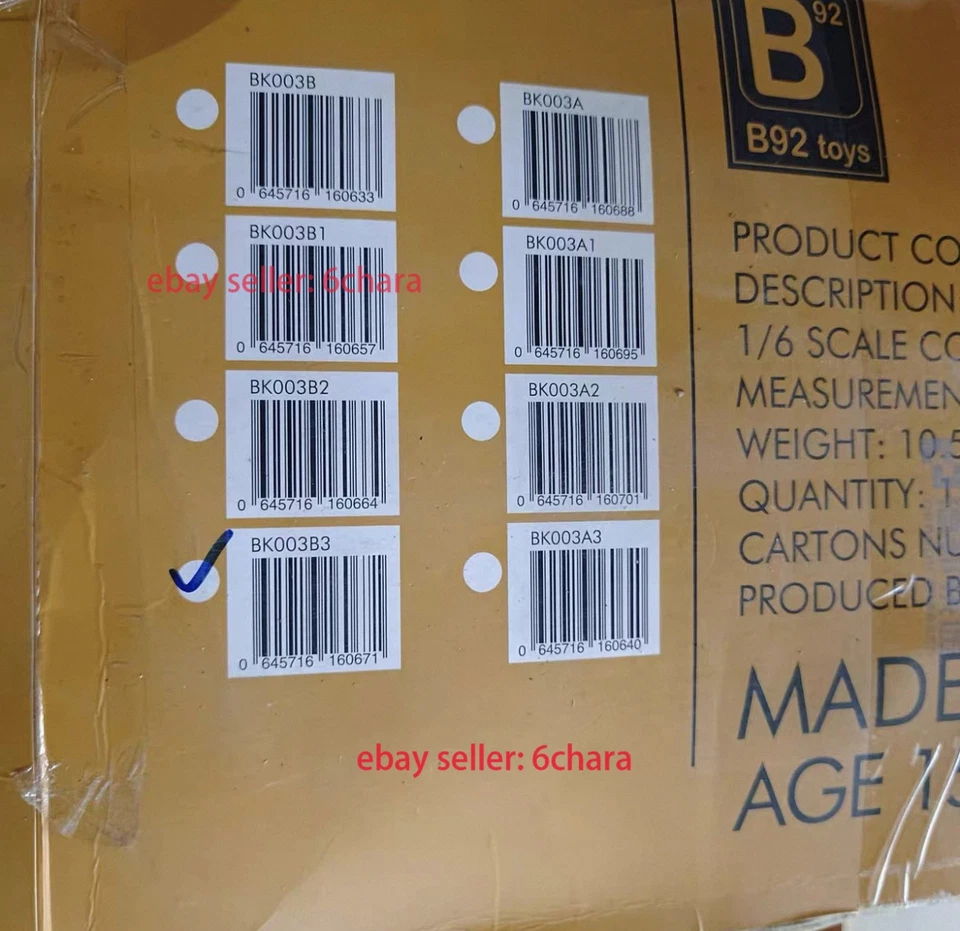 BK003B
0 645716 160633
BK003B1
0 645716 160657
BK003B2
0 645716 160664
BK003B3
0 645716 160671
BK003A
0 645716 160688
BK003A1
0 645716 160695
BK003A2
0 645716 160701
BK003A3
0 645716 160640
ebay seller: 6chara
ebay seller: 6chara
B92
B92 toys
PRODUCT CO
DESCRIPTION
1/6 SCALE CO
MEASUREMEN
WEIGHT: 10.5
QUANTITY: 1
CARTONS NU
PRODUCED B
MADE
AGE 15